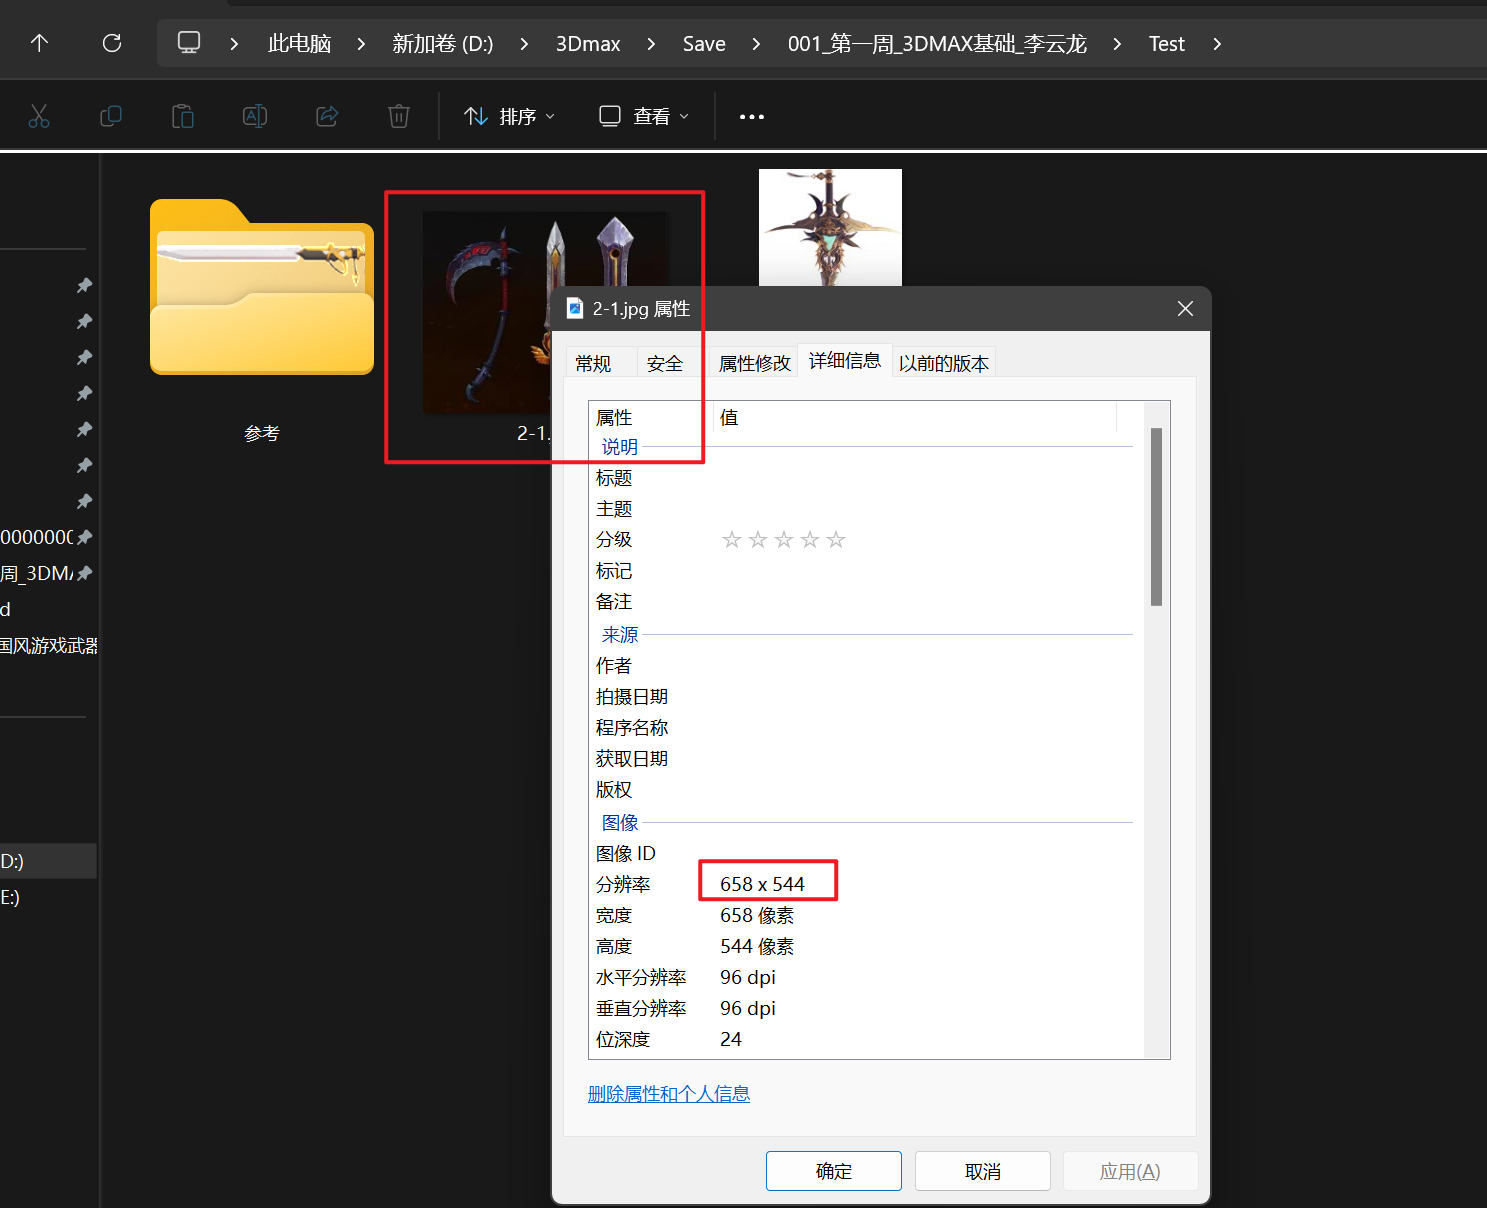 此电脑 > 新加卷 (D:) > 3Dmax > Save > 001_第一周_3DMAX基础_李云龙 > Test >
排序 查看 •••
参考
2-1.
000000
周_3DM
d
国风游戏武器
D:)
E:)
2-1.jpg 属性
常规 安全 属性修改 详细信息 以前的版本
属性 值
说明
标题
主题
分级 ☆☆☆☆☆
标记
备注
来源
作者
拍摄日期
程序名称
获取日期
版权
图像
图像 ID
分辨率 658 x 544
宽度 658 像素
高度 544 像素
水平分辨率 96 dpi
垂直分辨率 96 dpi
位深度 24
删除属性和个人信息
确定 取消 应用(A)